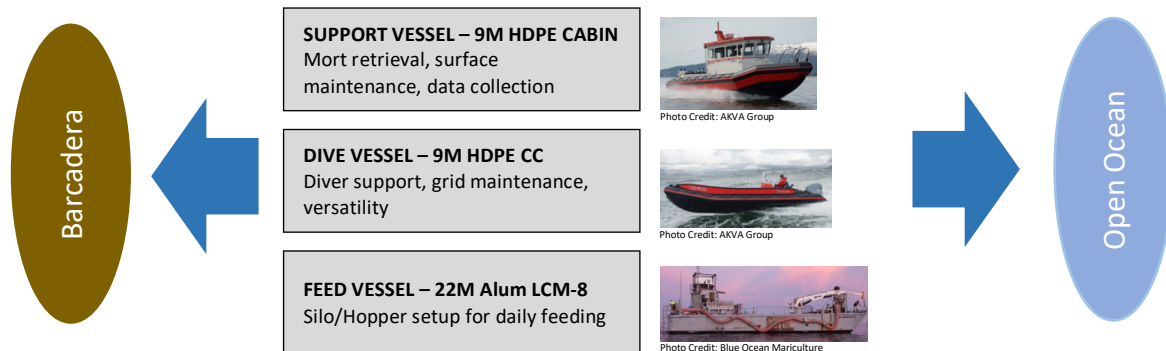 Barcadera
SUPPORT VESSEL – 9M HDPE CABIN
Mort retrieval, surface
maintenance, data collection
Photo Credit: AKVA Group
DIVE VESSEL – 9M HDPE CC
Diver support, grid maintenance,
versatility
Photo Credit: AKVA Group
FEED VESSEL – 22M Alum LCM-8
Silo/Hopper setup for daily feeding
Photo Credit: Blue Ocean Mariculture
Open Ocean